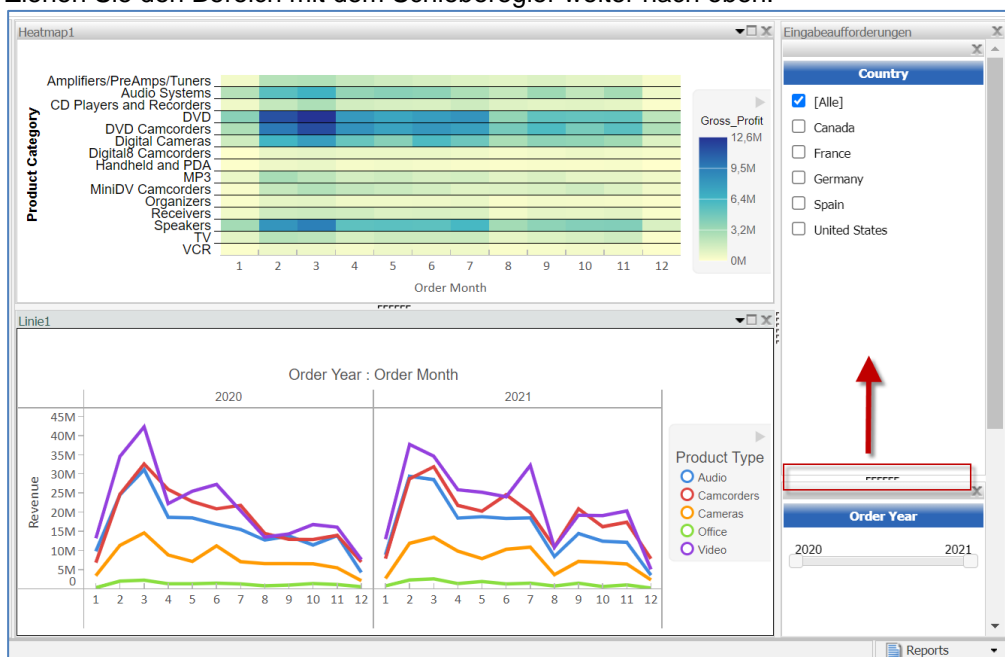 Ziehen Sie den Bereich mit dem Schieberegler weiter nach oben.
Heatmap1
Amplifiers/PreAmps/Tuners
Audio Systems
CD Players and Recorders
DVD
DVD Camcorders
Digital Cameras
Digital8 Camcorders
Handheld and PDA
MP3
MiniDV Camcorders
Organizers
Receivers
Speakers
TV
VCR
Product Category
1 2 3 4 5 6 7 8 9 10 11 12
Order Month
Gross_Profit
12,6M
9,5M
6,4M
3,2M
0M
Linie1
Order Year : Order Month
2020 2021
45M
40M
35M
30M
25M
20M
15M
10M
5M
0
Revenue
1 2 3 4 5 6 7 8 9 10 11 12 1 2 3 4 5 6 7 8 9 10 11 12
Product Type
Audio
Camcorders
Cameras
Office
Video
Eingabeaufforderungen
Country
[Alle]
Canada
France
Germany
Spain
United States
Order Year
2020 2021
Reports